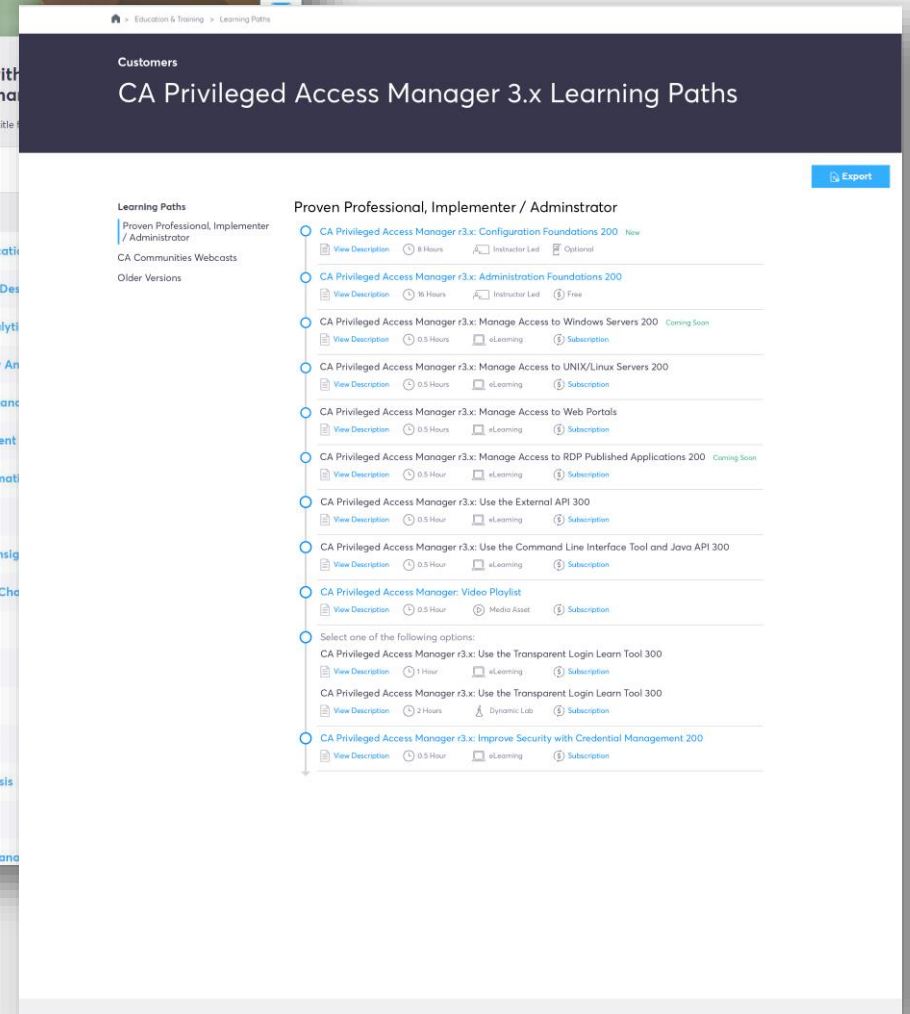 > Education & Training > Learning Paths
Customers
CA Privileged Access Manager 3.x Learning Paths
Export
Learning Paths
Proven Professional, Implementer
/ Administrator
CA Communities Webcasts
Older Versions
Proven Professional, Implementer / Adminstrator
CA Privileged Access Manager r3.x: Configuration Foundations 200 New
View Description 8 Hours Instructor Led Optional
CA Privileged Access Manager r3.x: Administration Foundations 200
View Description 16 Hours Instructor Led Free
CA Privileged Access Manager r3.x: Manage Access to Windows Servers 200 Coming Soon
View Description 0.5 Hours eLearning Subscription
CA Privileged Access Manager r3.x: Manage Access to UNIX/Linux Servers 200
View Description 0.5 Hours eLearning Subscription
CA Privileged Access Manager r3.x: Manage Access to Web Portals
View Description 0.5 Hours eLearning Subscription
CA Privileged Access Manager r3.x: Manage Access to RDP Published Applications 200 Coming Soon
View Description 0.5 Hour eLearning Subscription
CA Privileged Access Manager r3.x: Use the External API 300
View Description 0.5 Hour eLearning Subscription
CA Privileged Access Manager r3.x: Use the Command Line Interface Tool and Java API 300
View Description 0.5 Hour eLearning Subscription
CA Privileged Access Manager: Video Playlist
View Description 0.5 Hour Media Asset Subscription
Select one of the following options:
CA Privileged Access Manager r3.x: Use the Transparent Login Learn Tool 300
View Description 1 Hour eLearning Subscription
CA Privileged Access Manager r3.x: Use the Transparent Login Learn Tool 300
View Description 2 Hours Dynamic Lab Subscription
CA Privileged Access Manager r3.x: Improve Security with Credential Management 200
View Description 0.5 Hour eLearning Subscription